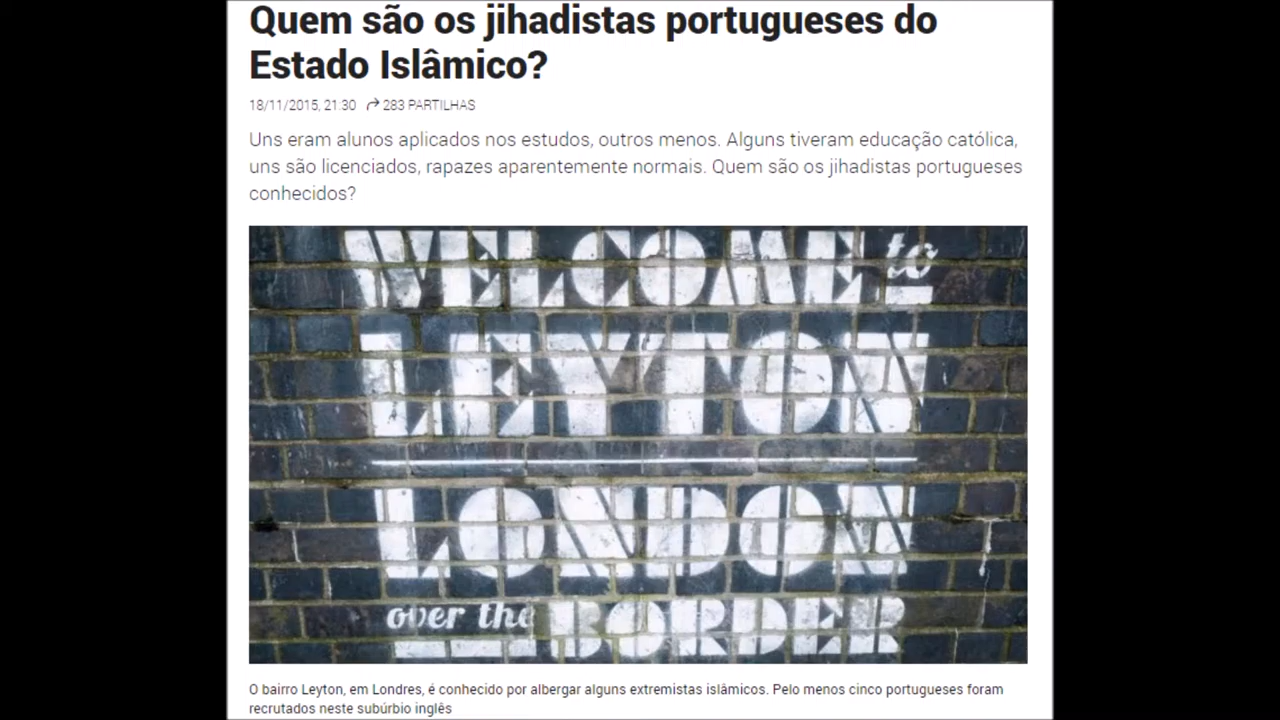 Quem são os jihadistas portugueses do
Estado Islâmico?
18/11/2015, 21:30 283 PARTILHAS
Uns eram alunos aplicados nos estudos, outros menos. Alguns tiveram educação católica,
uns são licenciados, rapazes aparentemente normais. Quem são os jihadistas portugueses
conhecidos?
WELCOME to
LEYTON
LONDON
over the BORDER
O bairro Leyton, em Londres, é conhecido por albergar alguns extremistas islâmicos. Pelo menos cinco portugueses foram
recrutados neste subúrbio inglês